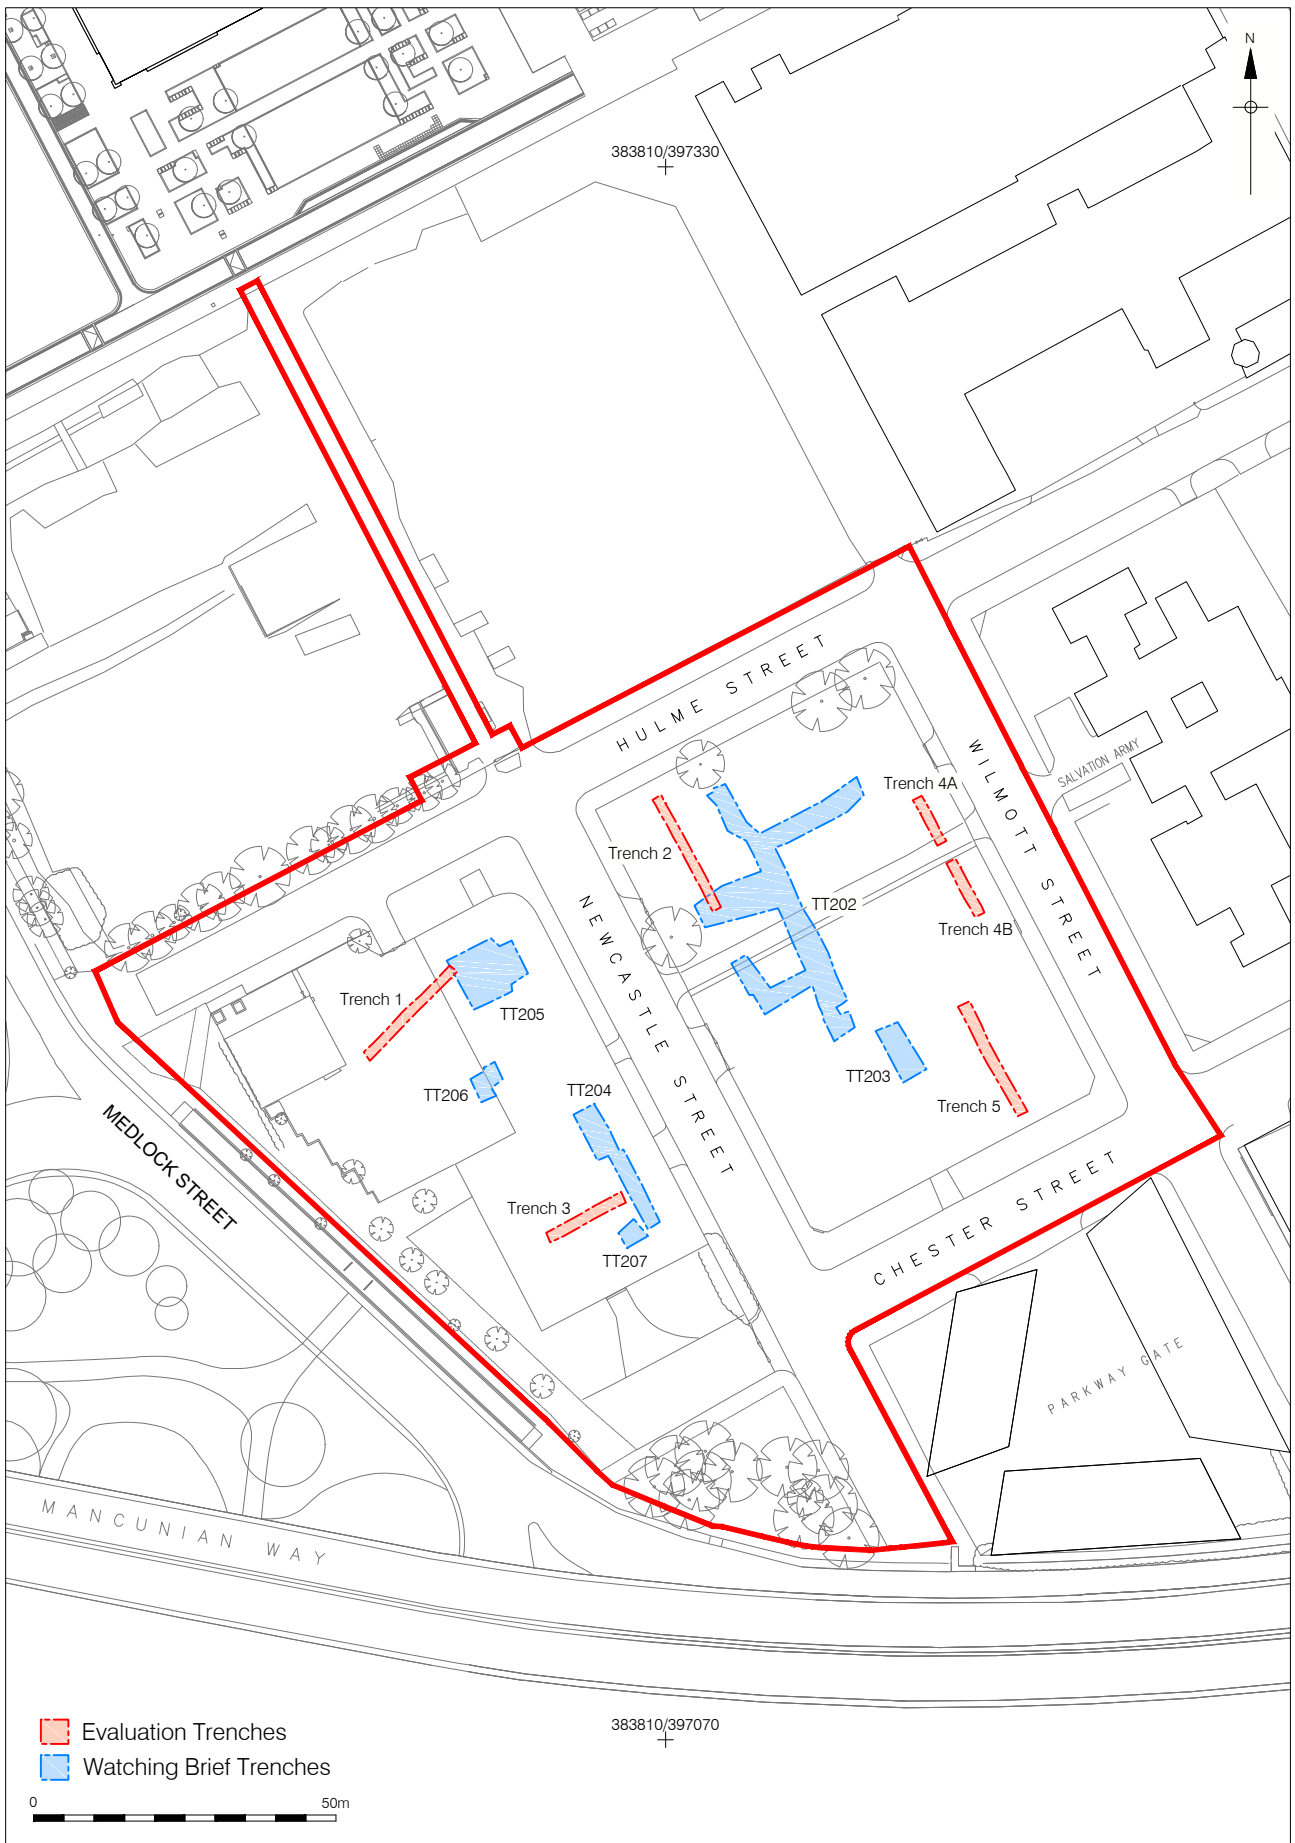 N
383810/397330
HULME STREET
WILMOTT STREET
SALVATION ARMY
Trench 4A
Trench 2
TT202
Trench 4B
NEWCASTLE STREET
Trench 1
TT205
TT203
TT206
TT204
Trench 5
MEDLOCK STREET
Trench 3
TT207
CHESTER STREET
PARKWAY GATE
MANCUNIAN WAY
383810/397070
Evaluation Trenches
Watching Brief Trenches
0 50m